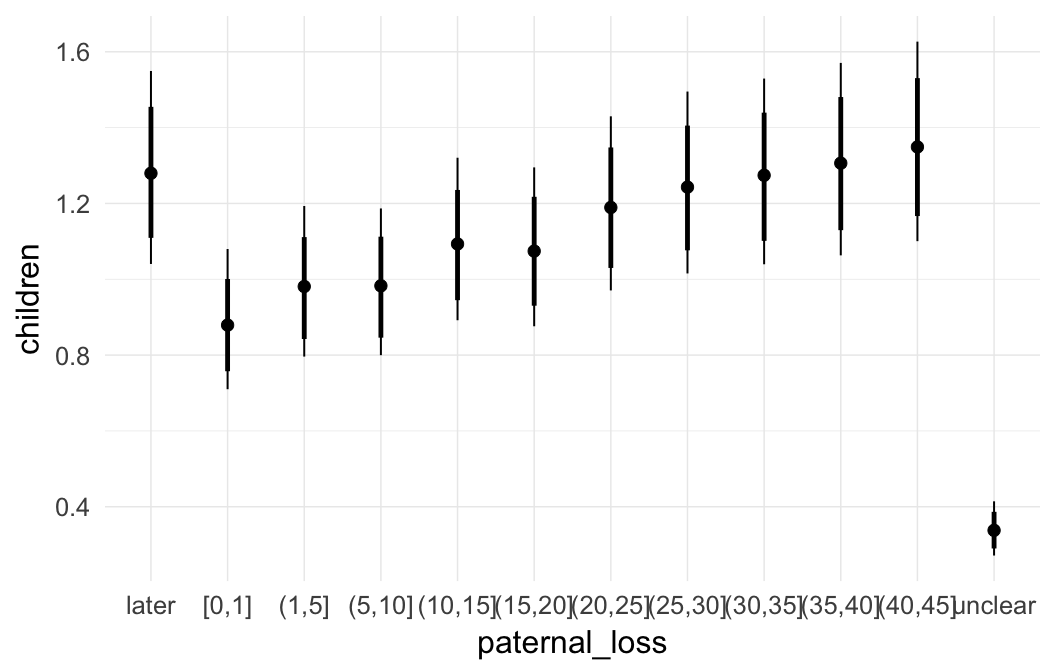 1.6
1.2
children
0.8
0.4
later [0,1] (1,5] (5,10] (10,15] (15,20] (20,25] (25,30] (30,35] (35,40] (40,45] unclear
paternal_loss